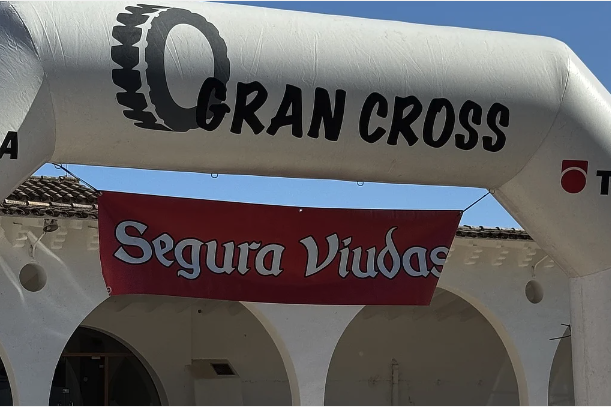 A
GRAN CROSS
T
Segura Viudas